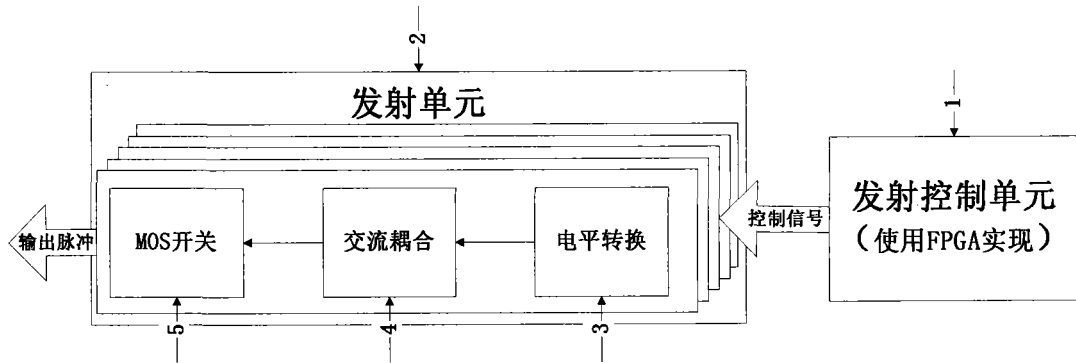 2
发射单元
1
发射控制单元
（使用FPGA实现）
控制信号
电平转换
交流耦合
MOS开关
输出脉冲
5
4
3